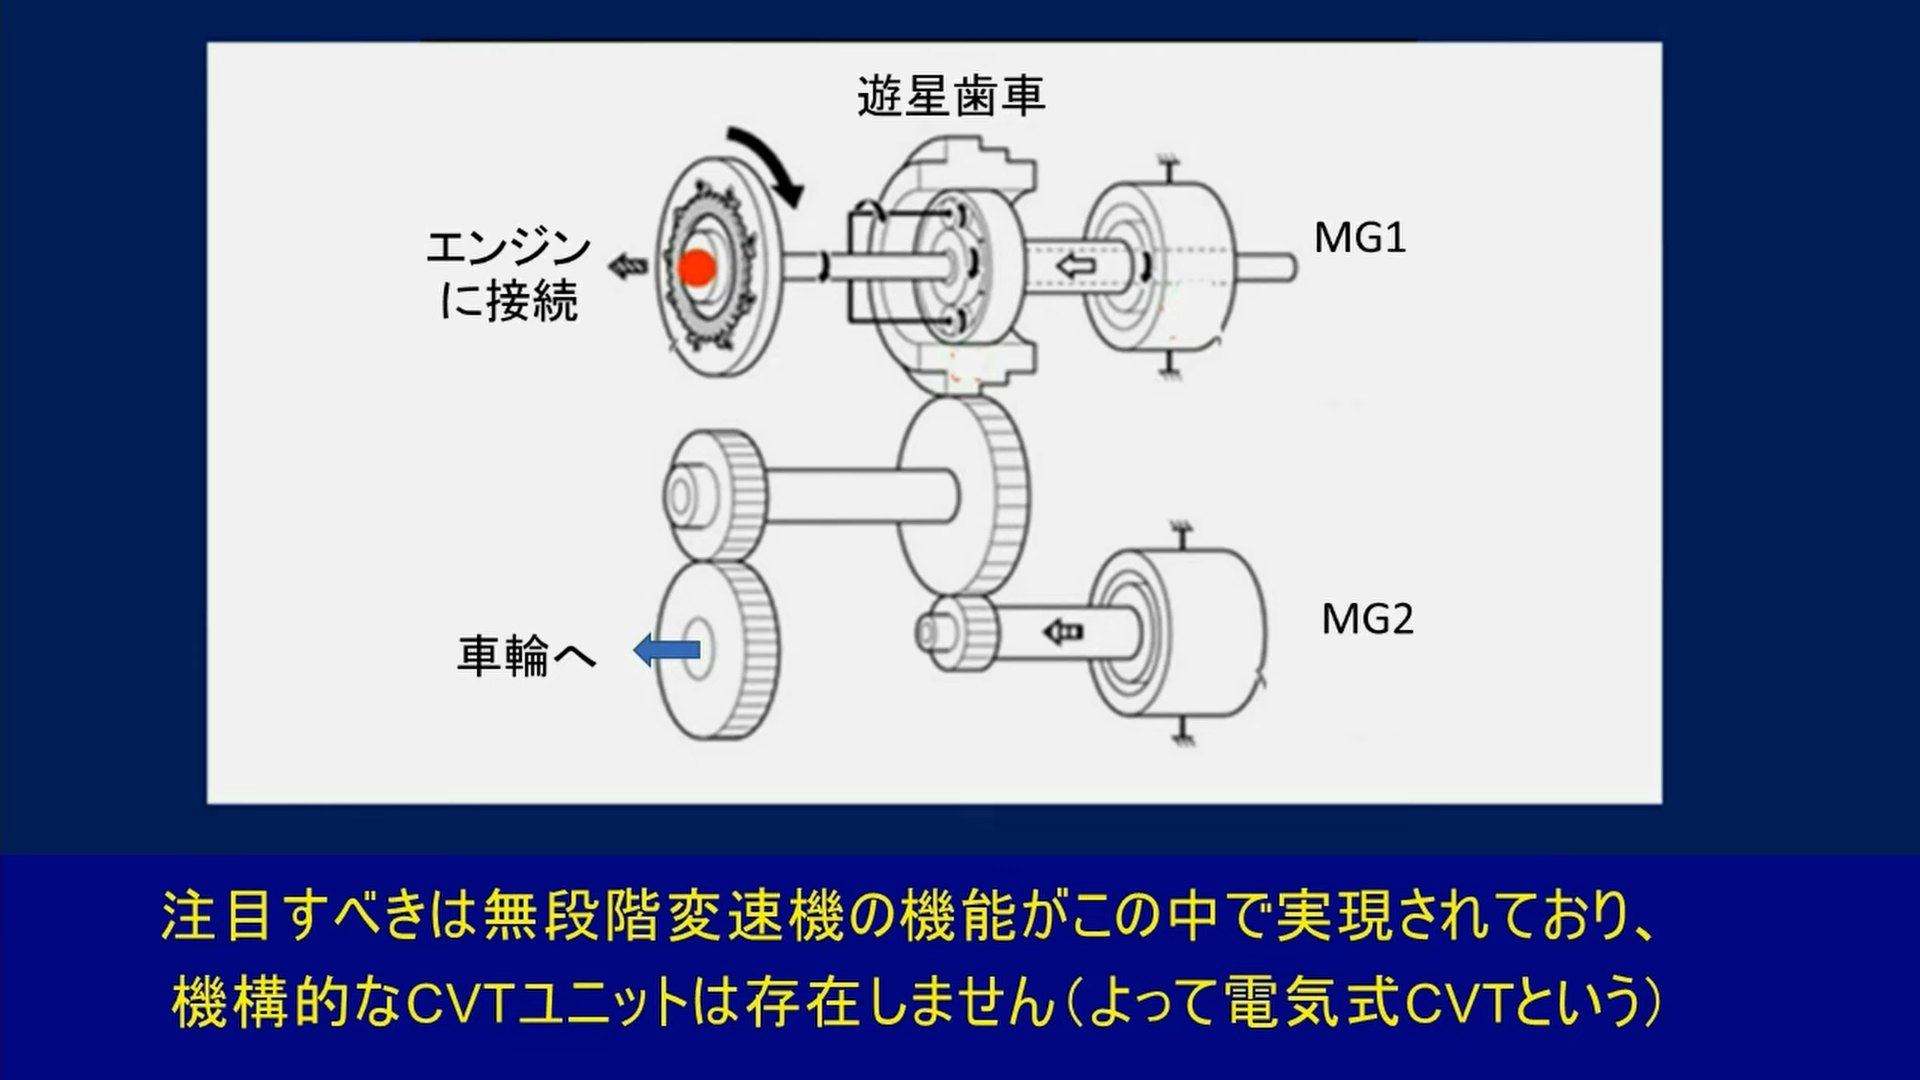 遊星歯車
エンジン
に接続
MG1
車輪へ
MG2
注目すべきは無段階変速機の機能がこの中で実現されており、
機構的なCVTユニットは存在しません（よって電気式CVTという）